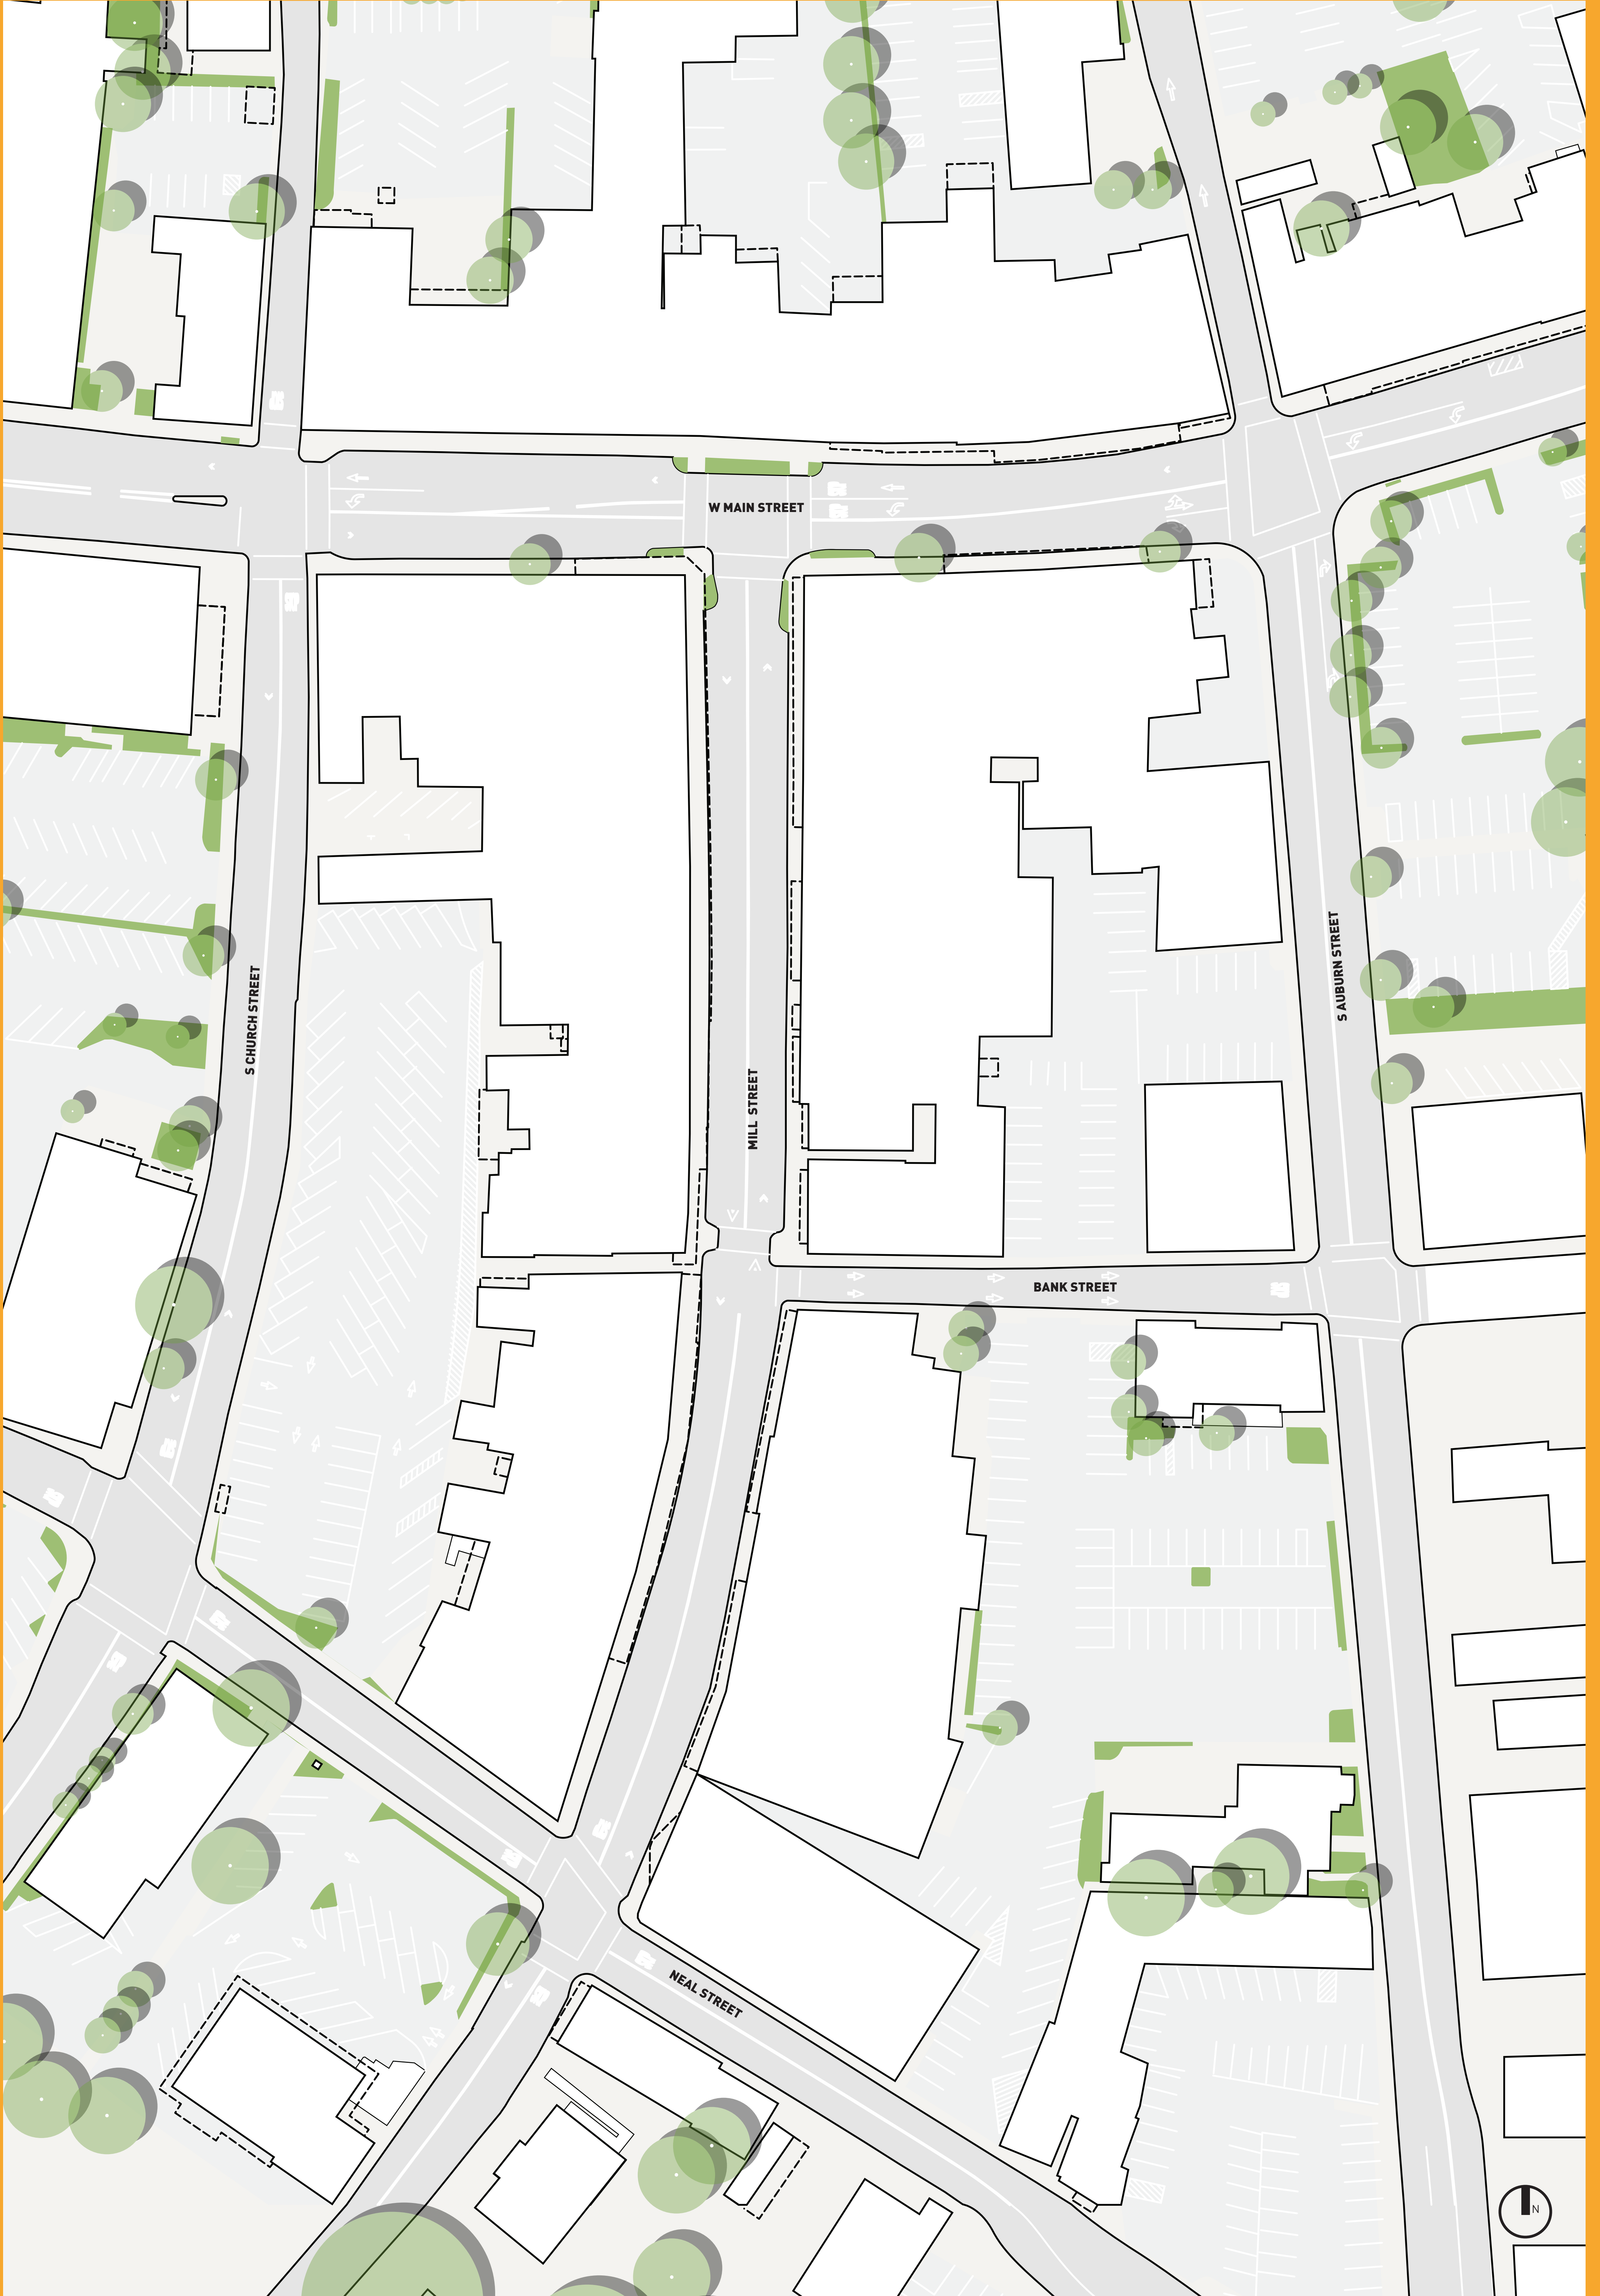 W MAIN STREET
S CHURCH STREET
S AUBURN STREET
MILL STREET
BANK STREET
NEAL STREET
N